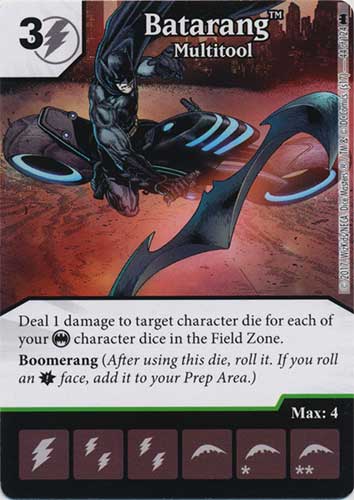 3
Batarang™
Multitool
Deal 1 damage to target character die for each of
your character dice in the Field Zone.
Boomerang (After using this die, roll it. If you roll
an face, add it to your Prep Area.)
Max: 4
*
**